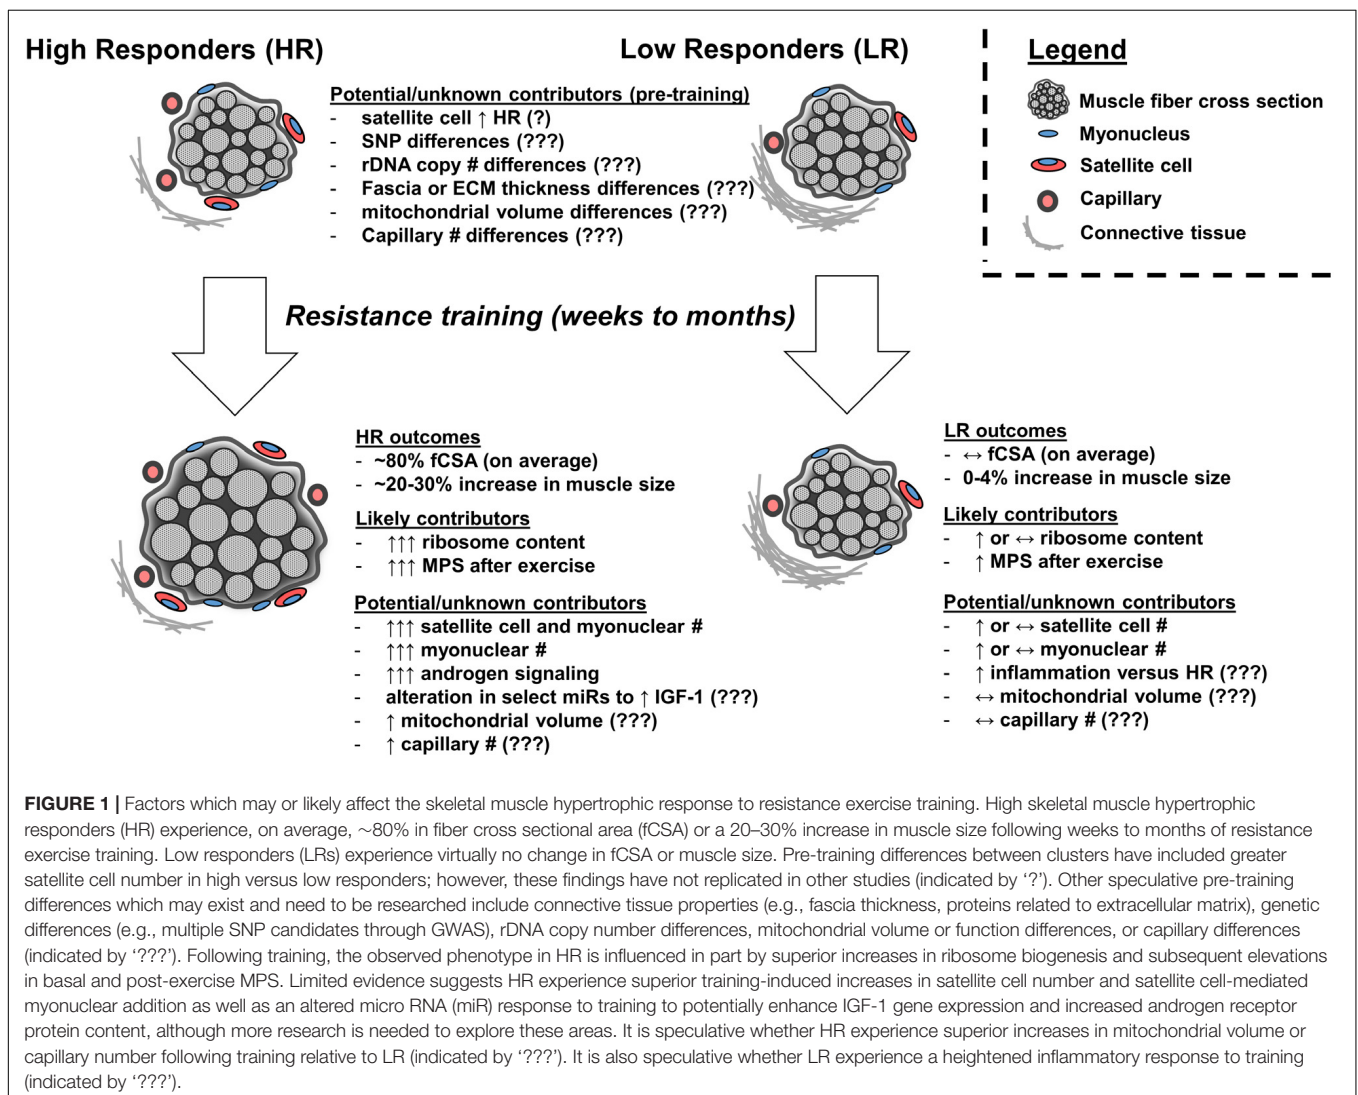 High Responders (HR)
Low Responders (LR)
Legend
Muscle fiber cross section
Myonucleus
Satellite cell
Capillary
Connective tissue
Potential/unknown contributors (pre-training)
- satellite cell ↑ HR (?)
- SNP differences (???)
- rDNA copy # differences (???)
- Fascia or ECM thickness differences (???)
- mitochondrial volume differences (???)
- Capillary # differences (???)
Resistance training (weeks to months)
HR outcomes
- ~80% fCSA (on average)
- ~20-30% increase in muscle size
Likely contributors
- ↑↑↑ ribosome content
- ↑↑↑ MPS after exercise
Potential/unknown contributors
- ↑↑↑ satellite cell and myonuclear #
- ↑↑↑ myonuclear #
- ↑↑↑ androgen signaling
- alteration in select miRs to ↑ IGF-1 (???)
- ↑ mitochondrial volume (???)
- ↑ capillary # (???)
LR outcomes
- ↔ fCSA (on average)
- 0-4% increase in muscle size
Likely contributors
- ↑ or ↔ ribosome content
- ↑ MPS after exercise
Potential/unknown contributors
- ↑ or ↔ satellite cell #
- ↑ or ↔ myonuclear #
- ↑ inflammation versus HR (???)
- ↔ mitochondrial volume (???)
- ↔ capillary # (???)
FIGURE 1 | Factors which may or likely affect the skeletal muscle hypertrophic response to resistance exercise training. High skeletal muscle hypertrophic
responders (HR) experience, on average, ∼80% in fiber cross sectional area (fCSA) or a 20–30% increase in muscle size following weeks to months of resistance
exercise training. Low responders (LRs) experience virtually no change in fCSA or muscle size. Pre-training differences between clusters have included greater
satellite cell number in high versus low responders; however, these findings have not replicated in other studies (indicated by ‘?’). Other speculative pre-training
differences which may exist and need to be researched include connective tissue properties (e.g., fascia thickness, proteins related to extracellular matrix), genetic
differences (e.g., multiple SNP candidates through GWAS), rDNA copy number differences, mitochondrial volume or function differences, or capillary differences
(indicated by ‘???’). Following training, the observed phenotype in HR is influenced in part by superior increases in ribosome biogenesis and subsequent elevations
in basal and post-exercise MPS. Limited evidence suggests HR experience superior training-induced increases in satellite cell number and satellite cell-mediated
myonuclear addition as well as an altered micro RNA (miR) response to training to potentially enhance IGF-1 gene expression and increased androgen receptor
protein content, although more research is needed to explore these areas. It is speculative whether HR experience superior increases in mitochondrial volume or
capillary number following training relative to LR (indicated by ‘???’). It is also speculative whether LR experience a heightened inflammatory response to training
(indicated by ‘???’).